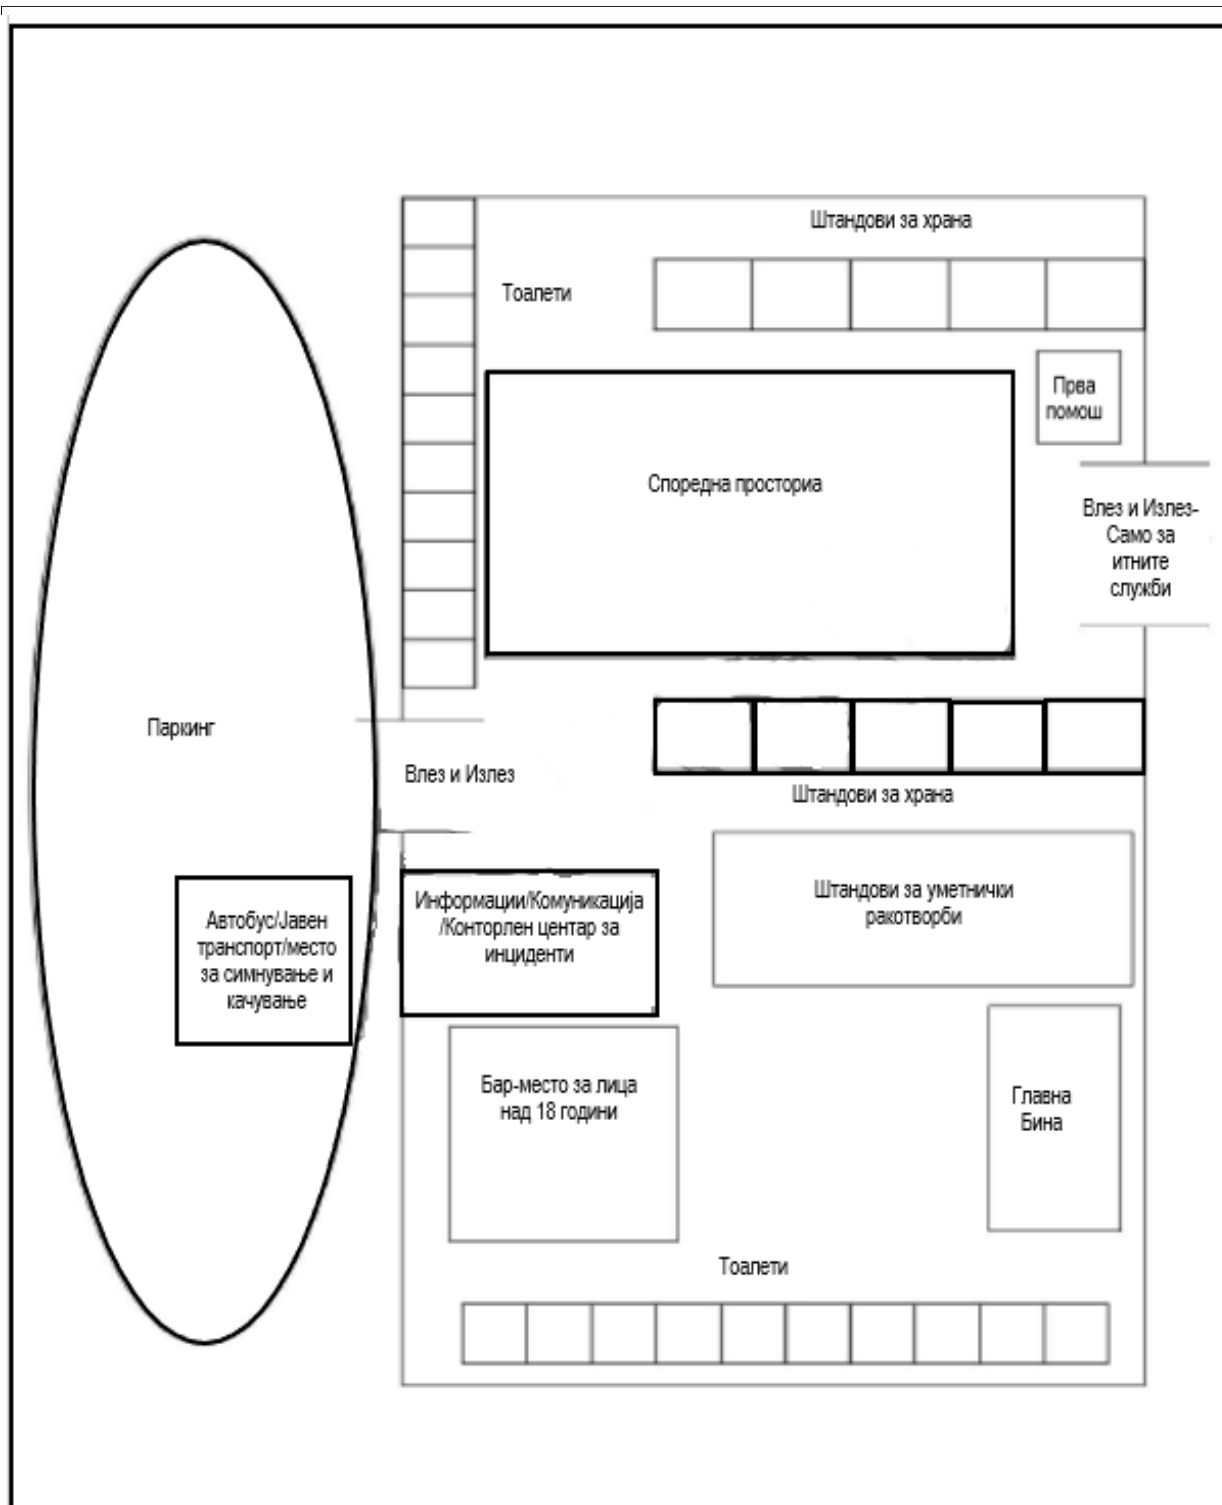 Штандови за храна
Тоалети
Прва
помош
Споредна просториа
Влез и Излез-
Само за
итните
служби
Паркинг
Влез и Излез
Штандови за храна
Штандови за уметнички
ракотворби
Информации/Комуникација
/Конторлен центар за
инциденти
Автобус/Јавен
транспорт/место
за симнување и
качување
Бар-место за лица
над 18 години
Главна
Бина
Тоалети